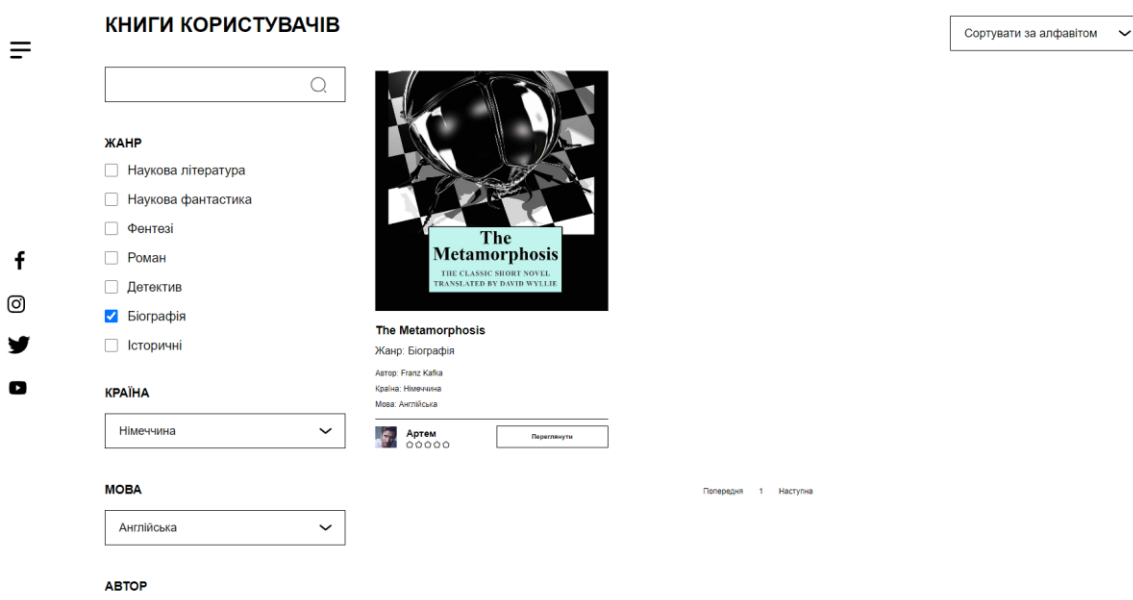 КНИГИ КОРИСТУВАЧІВ
Сортувати за алфавітом
ЖАНР
Наукова література
Наукова фантастика
Фентезі
Роман
Детектив
Біографія
Історичні
КРАЇНА
Німеччина
МОВА
Англійська
АВТОР
The
Metamorphosis
THE CLASSIC SHORT NOVEL
TRANSLATED BY DAVID WYLLIE
The Metamorphosis
Жанр: Біографія
Автор: Franz Kafka
Країна: Німеччина
Мова: Англійська
Артем
Переглянути
Попередня 1 Наступна